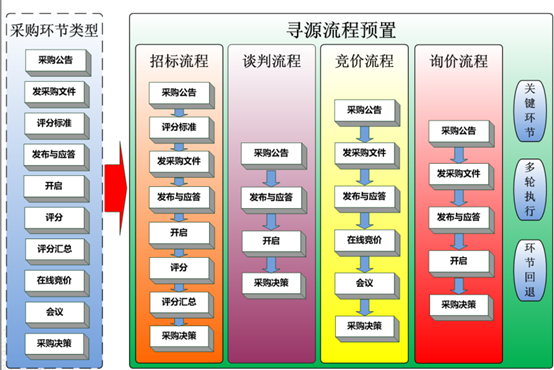 采购环节类型
采购公告
发采购文件
评分标准
发布与应答
开启
评分
评分汇总
在线竞价
会议
采购决策
寻源流程预置
招标流程
采购公告
评分标准
发采购文件
发布与应答
开启
评分
评分汇总
采购决策
谈判流程
采购公告
发布与应答
开启
采购决策
竞价流程
采购公告
发采购文件
发布与应答
在线竞价
会议
采购决策
询价流程
采购公告
发采购文件
发布与应答
开启
采购决策
关键环节
多轮执行
环节回退